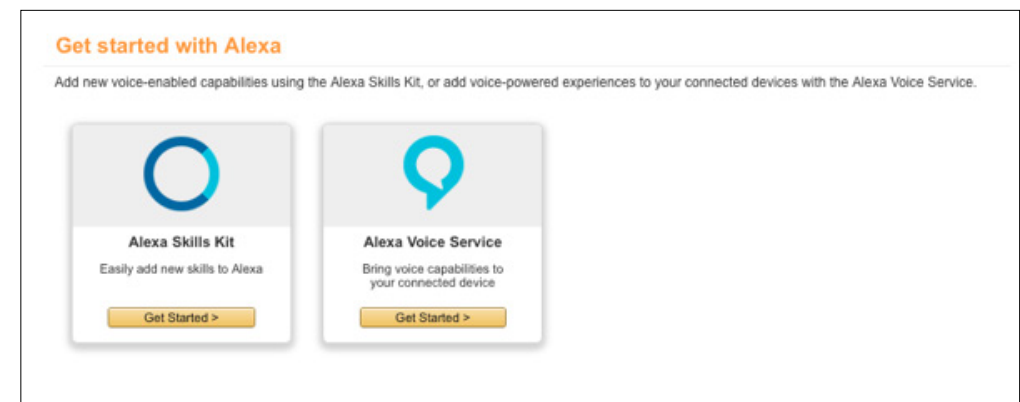 Get started with Alexa
Add new voice-enabled capabilities using the Alexa Skills Kit, or add voice-powered experiences to your connected devices with the Alexa Voice Service.
Alexa Skills Kit
Easily add new skills to Alexa
Get Started >
Alexa Voice Service
Bring voice capabilities to
your connected device
Get Started >